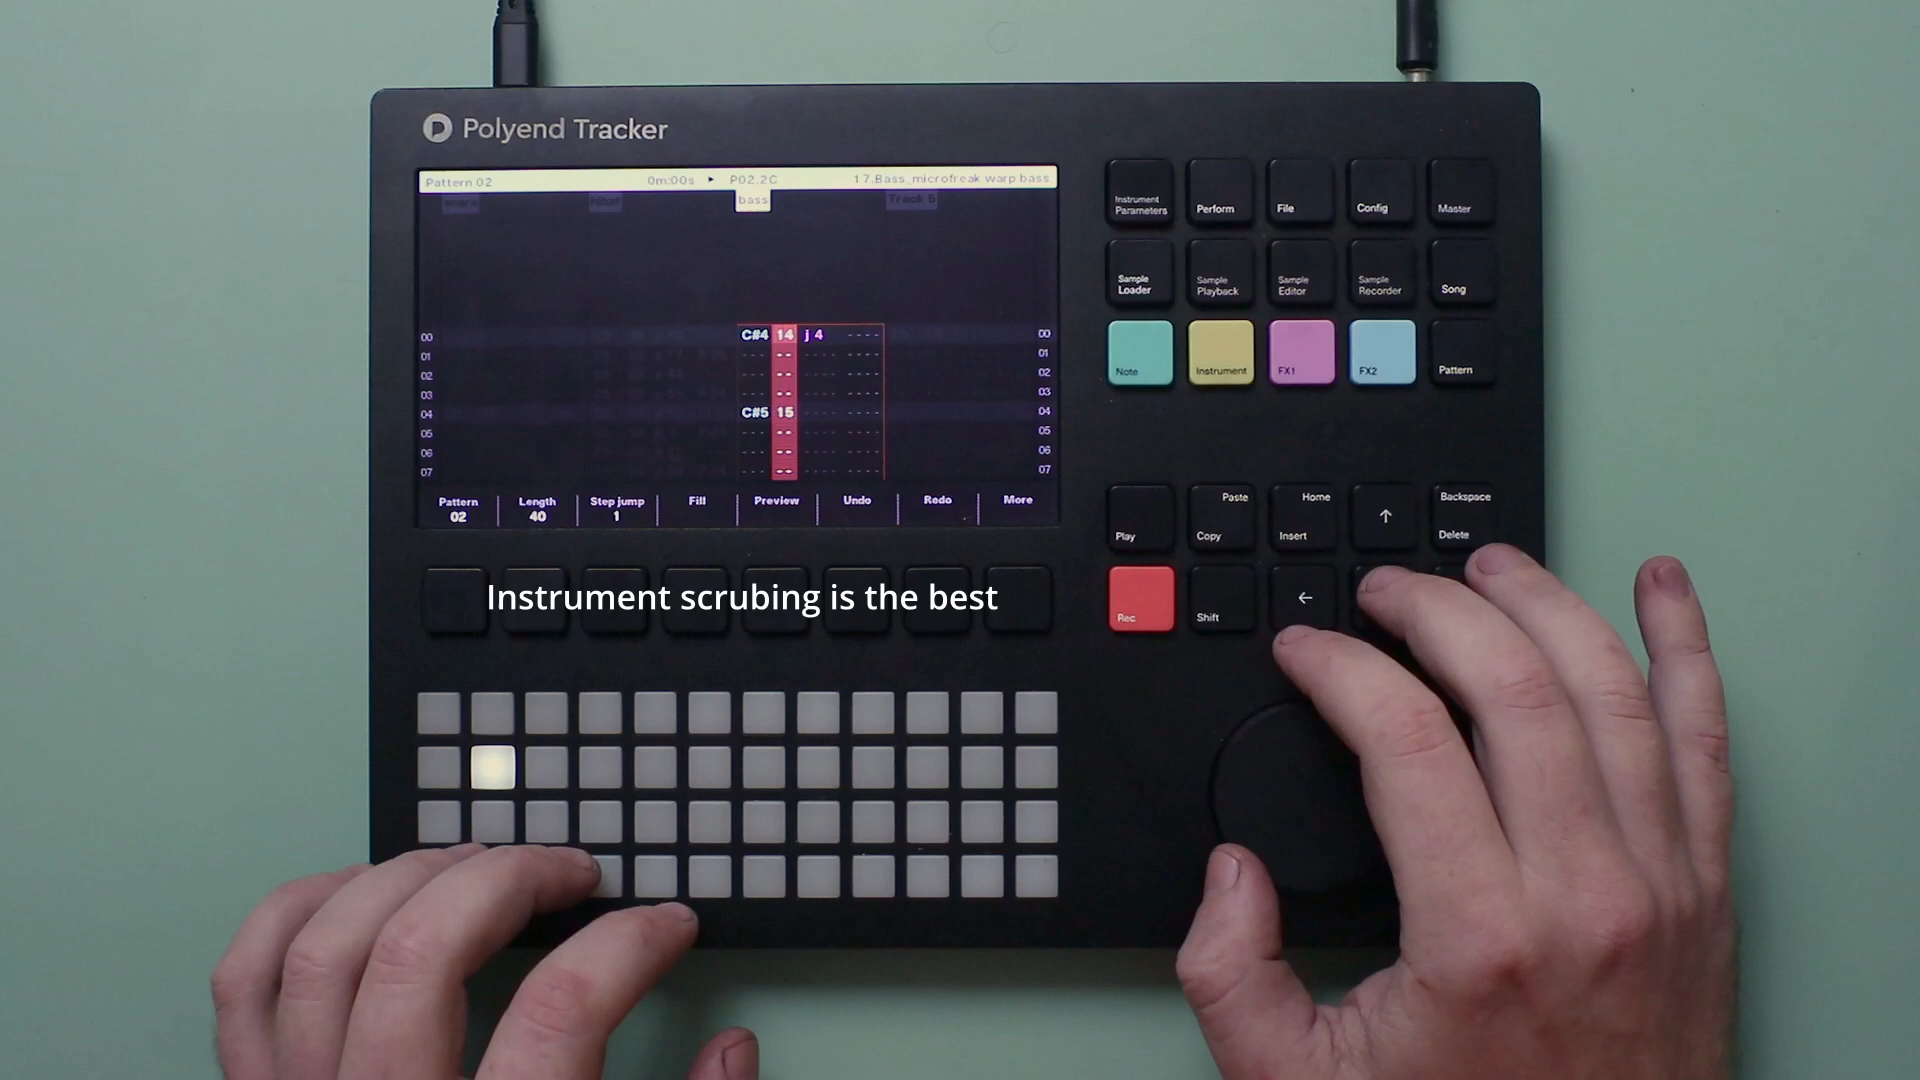 Polyend Tracker
Pattern 02 0m:00s P02.2C 17.Bass_microfreak warp bass
snare hihat bass Track 5
00 C#4 14 j 4 ---- 00
01 --- -- ---- ---- 01
02 --- -- ---- ---- 02
03 --- -- ---- ---- 03
04 C#5 15 ---- ---- 04
05 --- -- ---- ---- 05
06 --- -- ---- ---- 06
07 --- -- ---- ---- 07
Pattern Length Step jump Fill Preview Undo Redo More
02 40 1
Instrument Parameters
Perform
File
Config
Master
Sample Loader
Sample Playback
Sample Editor
Sample Recorder
Song
Note
Instrument
FX1
FX2
Pattern
Play
Paste
Copy
Home
Insert
↑
Backspace
Delete
Instrument scrubing is the best
Rec
Shift
←